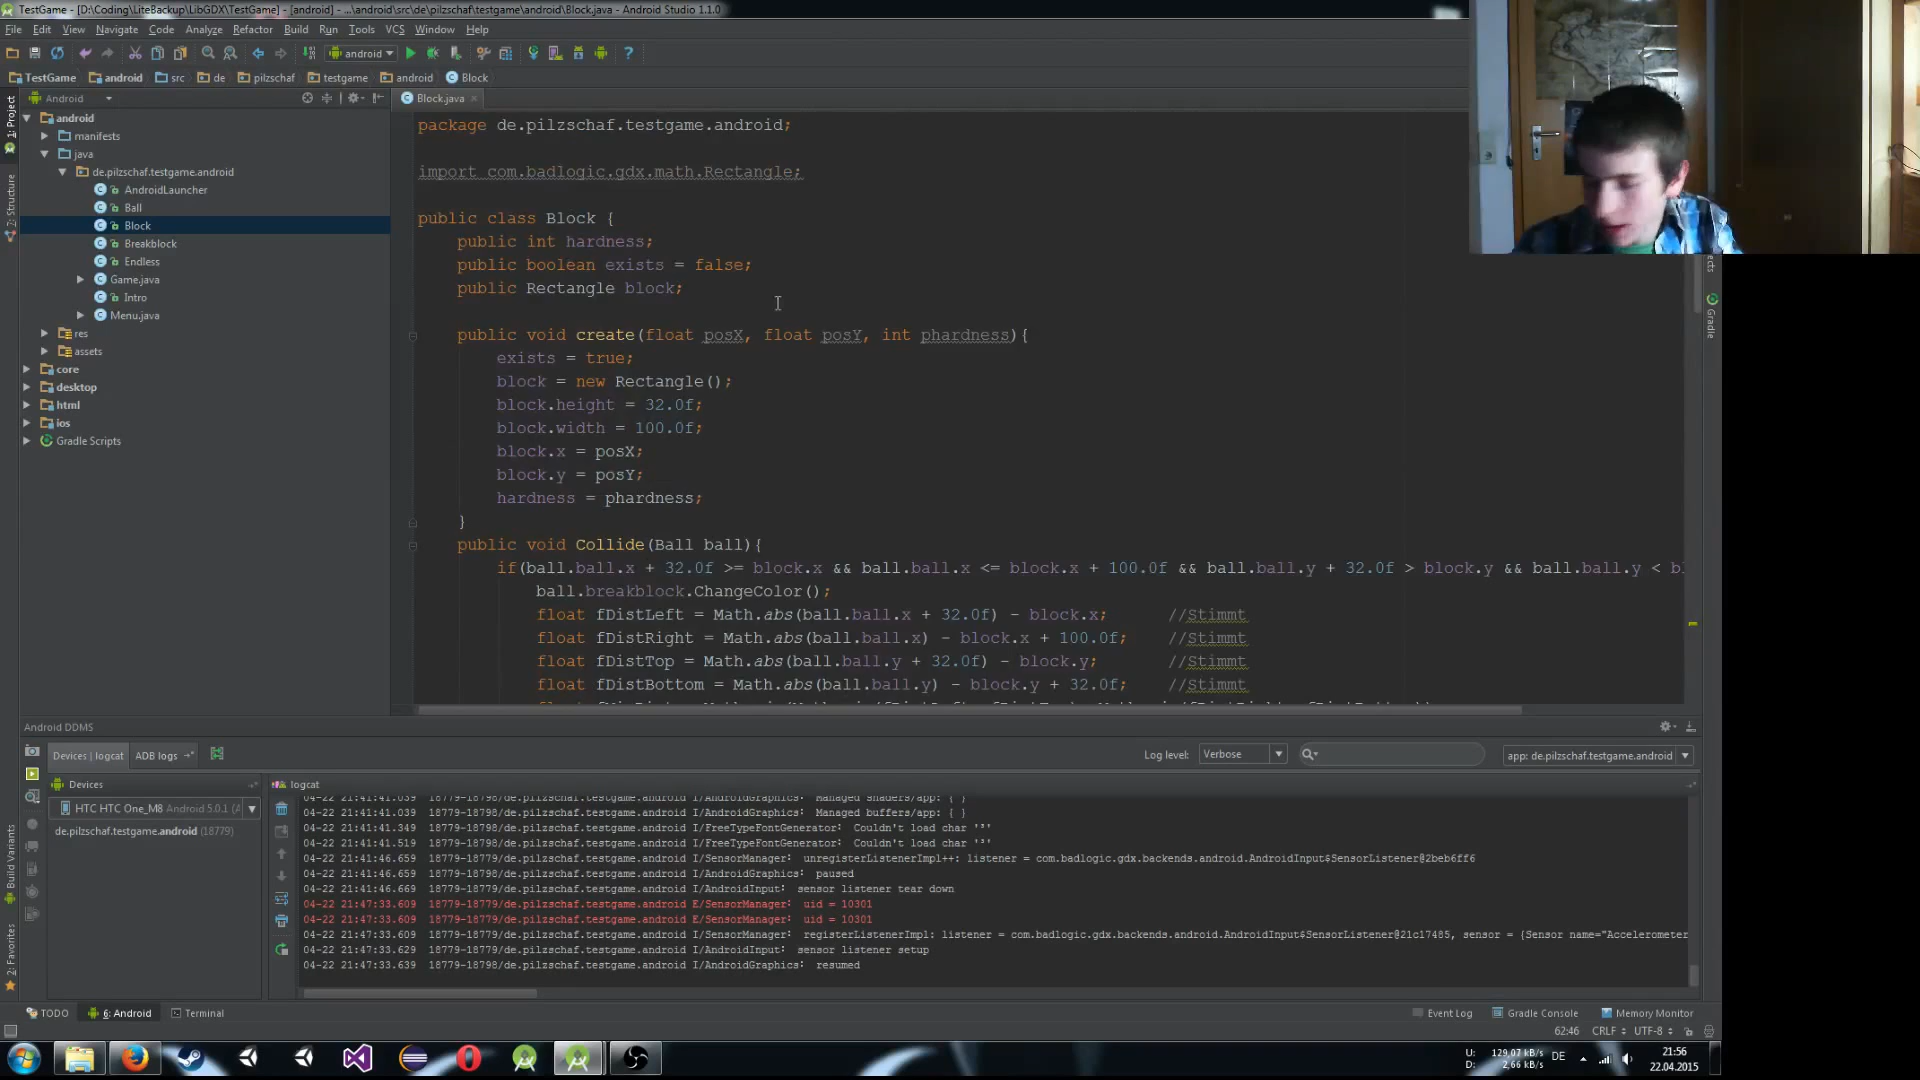 TestGame - [D:\Coding\LiteBackup\LibGDX\TestGame] - [android] - ...\android\src\de\pilzschaf\testgame\android\Block.java - Android Studio 1.1.0
File Edit View Navigate Code Analyze Refactor Build Run Tools VCS Window Help
android
TestGame android src de pilzschaf testgame android Block
1: Project
2: Structure
Build Variants
2: Favorites
Gradle
Android
android
manifests
java
de.pilzschaf.testgame.android
AndroidLauncher
Ball
Block
Breakblock
Endless
Game.java
Intro
Menu.java
res
assets
core
desktop
html
ios
Gradle Scripts
Block.java
package de.pilzschaf.testgame.android;
import com.badlogic.gdx.math.Rectangle;
public class Block {
public int hardness;
public boolean exists = false;
public Rectangle block;
public void create(float posX, float posY, int phardness){
exists = true;
block = new Rectangle();
block.height = 32.0f;
block.width = 100.0f;
block.x = posX;
block.y = posY;
hardness = phardness;
}
public void Collide(Ball ball){
if(ball.ball.x + 32.0f >= block.x && ball.ball.x <= block.x + 100.0f && ball.ball.y + 32.0f > block.y && ball.ball.y < bl
ball.breakblock.ChangeColor();
float fDistLeft = Math.abs(ball.ball.x + 32.0f) - block.x; //Stimmt
float fDistRight = Math.abs(ball.ball.x) - block.x + 100.0f; //Stimmt
float fDistTop = Math.abs(ball.ball.y + 32.0f) - block.y; //Stimmt
float fDistBottom = Math.abs(ball.ball.y) - block.y + 32.0f; //Stimmt
Android DDMS
Devices | logcat ADB logs
Log level: Verbose
app: de.pilzschaf.testgame.android
Devices
logcat
HTC HTC One_M8 Android 5.0.1 (A
de.pilzschaf.testgame.android (18779)
04-22 21:41:41.039 18779-18798/de.pilzschaf.testgame.android I/AndroidGraphics: Managed shaders/app: { }
04-22 21:41:41.039 18779-18798/de.pilzschaf.testgame.android I/AndroidGraphics: Managed buffers/app: { }
04-22 21:41:41.349 18779-18798/de.pilzschaf.testgame.android I/FreeTypeFontGenerator: Couldn't load char
04-22 21:41:41.519 18779-18798/de.pilzschaf.testgame.android I/FreeTypeFontGenerator: Couldn't load char
04-22 21:41:46.659 18779-18779/de.pilzschaf.testgame.android I/SensorManager: unregisterListenerImpl++: listener = com.badlogic.gdx.backends.android.AndroidInput$SensorListener@2beb6ff6
04-22 21:41:46.659 18779-18779/de.pilzschaf.testgame.android I/AndroidGraphics: paused
04-22 21:41:46.669 18779-18779/de.pilzschaf.testgame.android I/AndroidInput: sensor listener tear down
04-22 21:47:33.609 18779-18779/de.pilzschaf.testgame.android E/SensorManager: uid = 10301
04-22 21:47:33.609 18779-18779/de.pilzschaf.testgame.android E/SensorManager: uid = 10301
04-22 21:47:33.609 18779-18779/de.pilzschaf.testgame.android I/SensorManager: registerListenerImpl: listener = com.badlogic.gdx.backends.android.AndroidInput$SensorListener@21c17485, sensor = {Sensor name="Accelerometer
04-22 21:47:33.629 18779-18779/de.pilzschaf.testgame.android I/AndroidInput: sensor listener setup
04-22 21:47:33.639 18779-18798/de.pilzschaf.testgame.android I/AndroidGraphics: resumed
TODO 6: Android Terminal
Event Log Gradle Console Memory Monitor
62:46 CRLF UTF-8
U: 129,07 kB/s
D: 2,66 kB/s
DE
21:56
22.04.2015